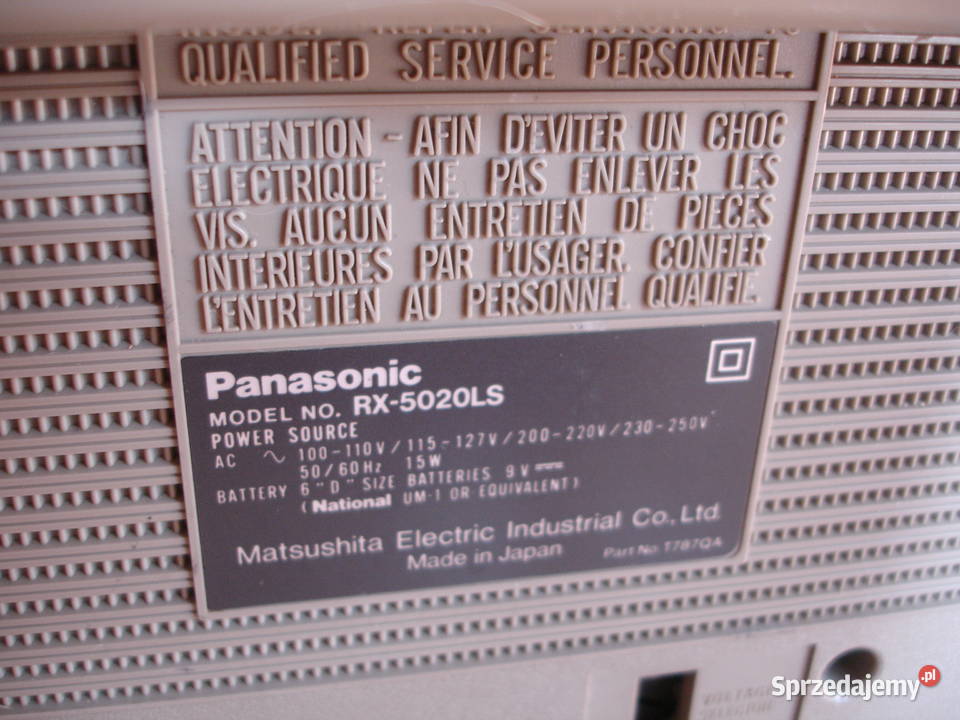 QUALIFIED SERVICE PERSONNEL.
ATTENTION - AFIN D'EVITER UN CHOC
ELECTRIQUE NE PAS ENLEVER LES
VIS. AUCUN ENTRETIEN DE PIECES
INTERIEURES PAR L'USAGER. CONFIER
L'ENTRETIEN AU PERSONNEL QUALIFIE.
Panasonic
MODEL NO. RX-5020LS
POWER SOURCE
AC ∿ 100-110V/115-127V/200-220V/230-250V
50/60Hz 15W
BATTERY 6 "D" SIZE BATTERIES 9V ⎓
(National UM-1 OR EQUIVALENT)
Matsushita Electric Industrial Co., Ltd.
Made in Japan Part No. T787QA
VOLTAGE
SELECTOR
Sprzedajemy.pl